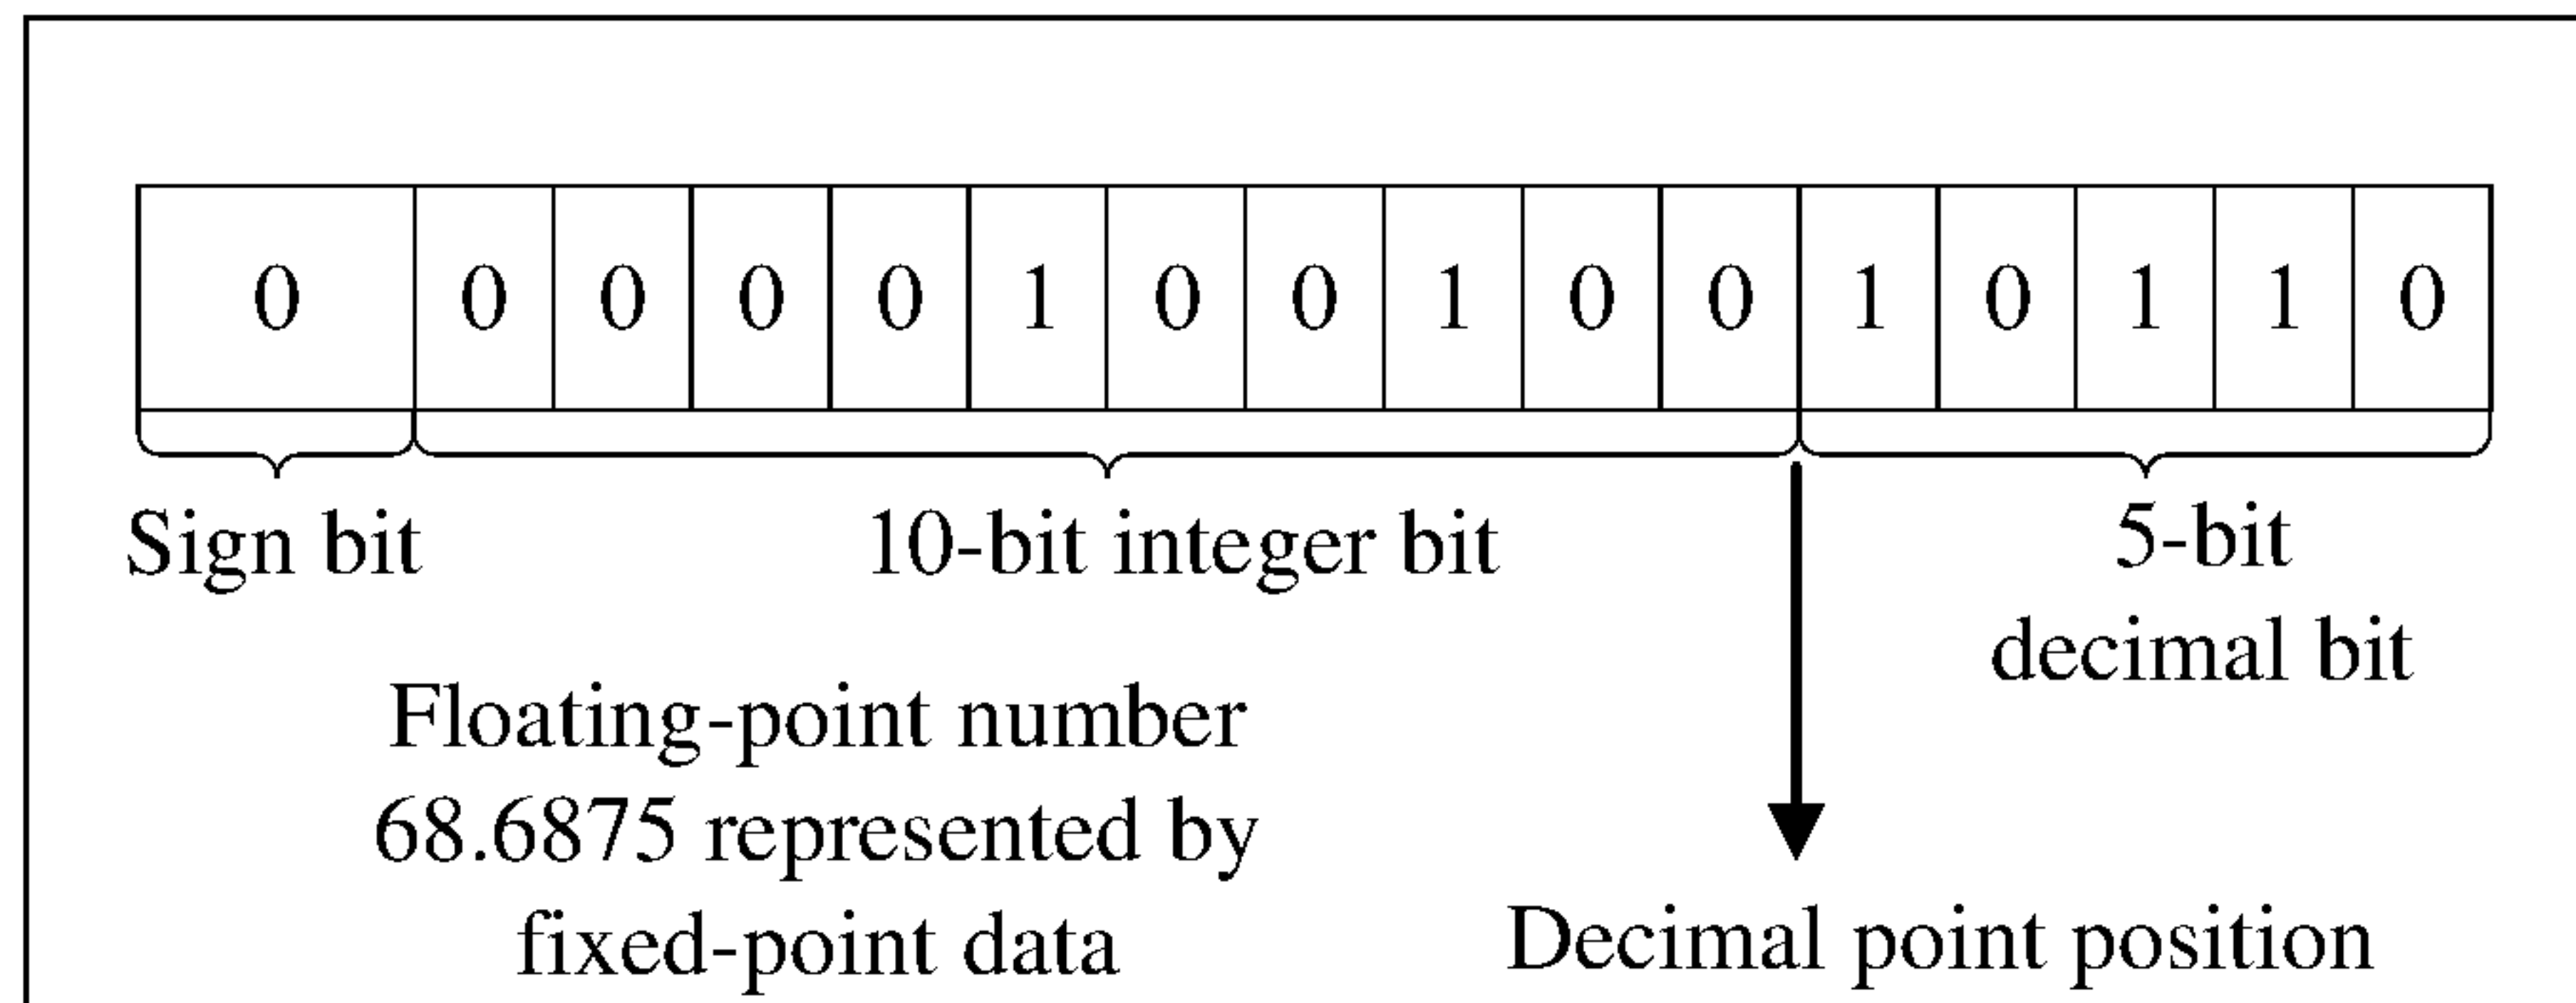 0 0 0 0 0 1 0 0 1 0 0 1 0 1 1 0
Sign bit 10-bit integer bit 5-bit
decimal bit
Floating-point number
68.6875 represented by
fixed-point data
Decimal point position